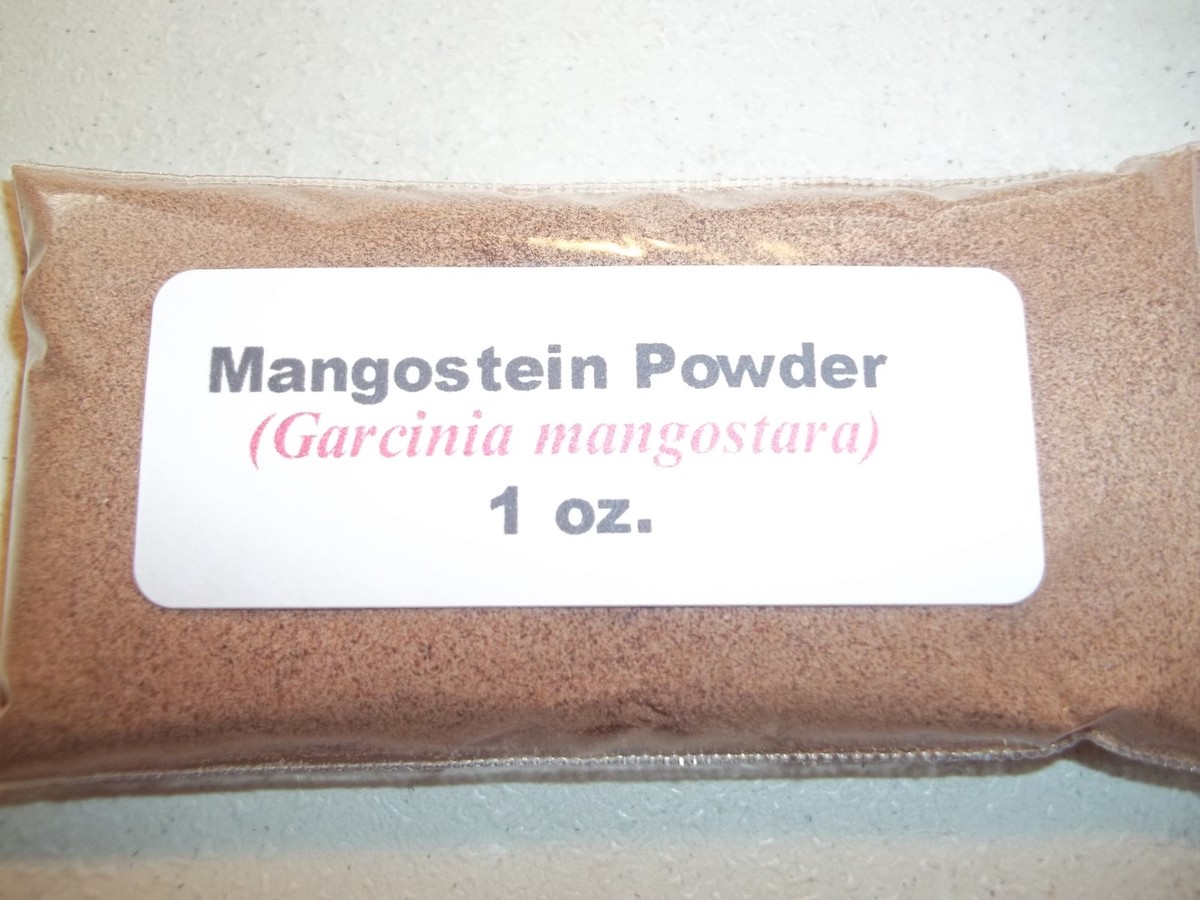 Mangostein Powder
(Garcinia mangostara)
1 oz.